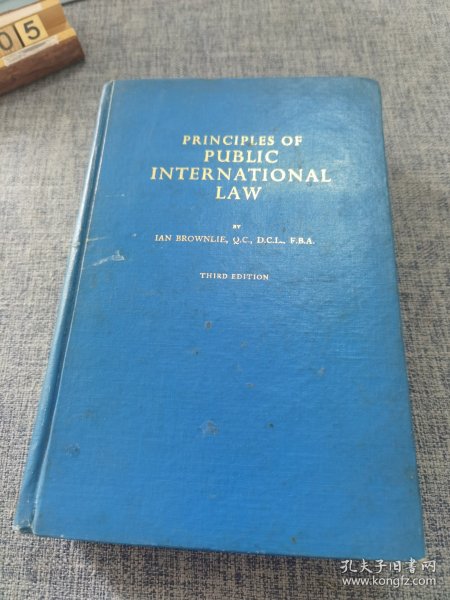 015
PRINCIPLES OF
PUBLIC
INTERNATIONAL
LAW
BY
IAN BROWNLIE, Q.C., D.C.L., F.B.A.
THIRD EDITION
孔夫子旧书网
www.kongfz.com